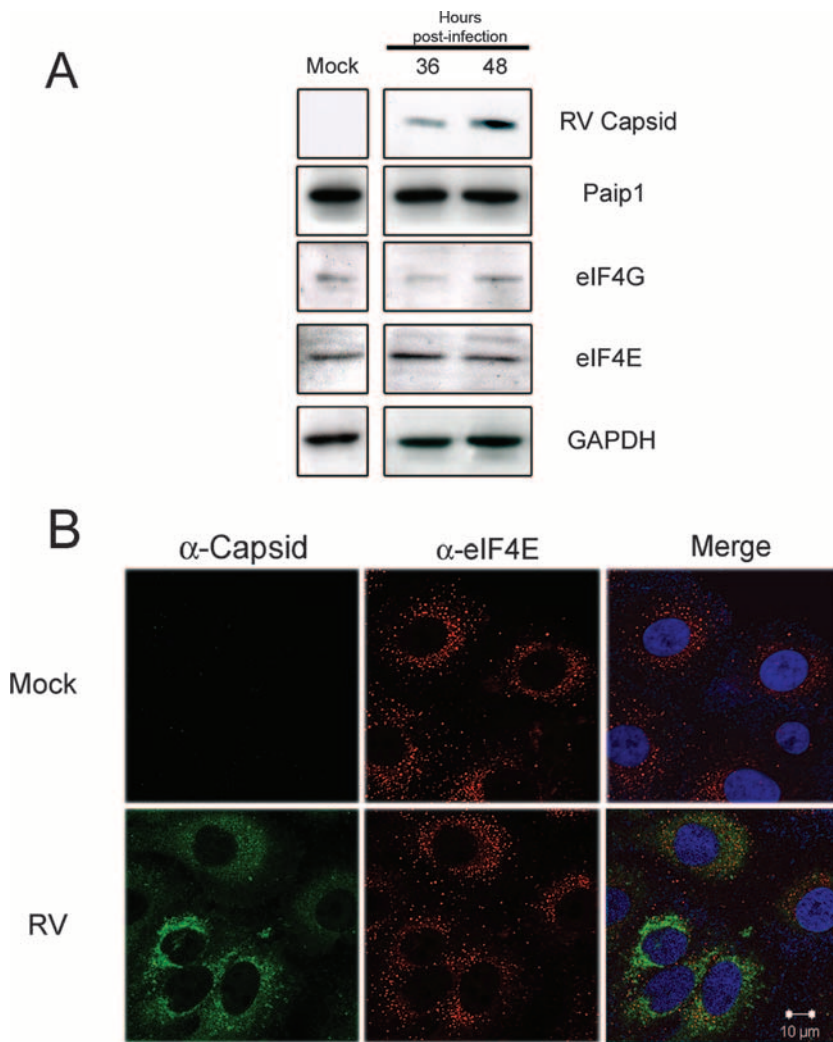 A
Hours
post-infection
Mock 36 48
RV Capsid
Paip1
eIF4G
eIF4E
GAPDH
B
α-Capsid α-eIF4E Merge
Mock
RV
10 μm